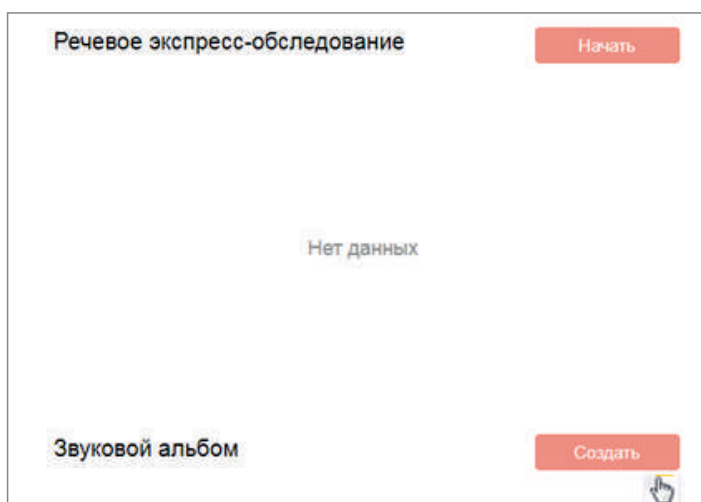 Речевое экспресс-обследование
Начать
Нет данных
Звуковой альбом
Создать